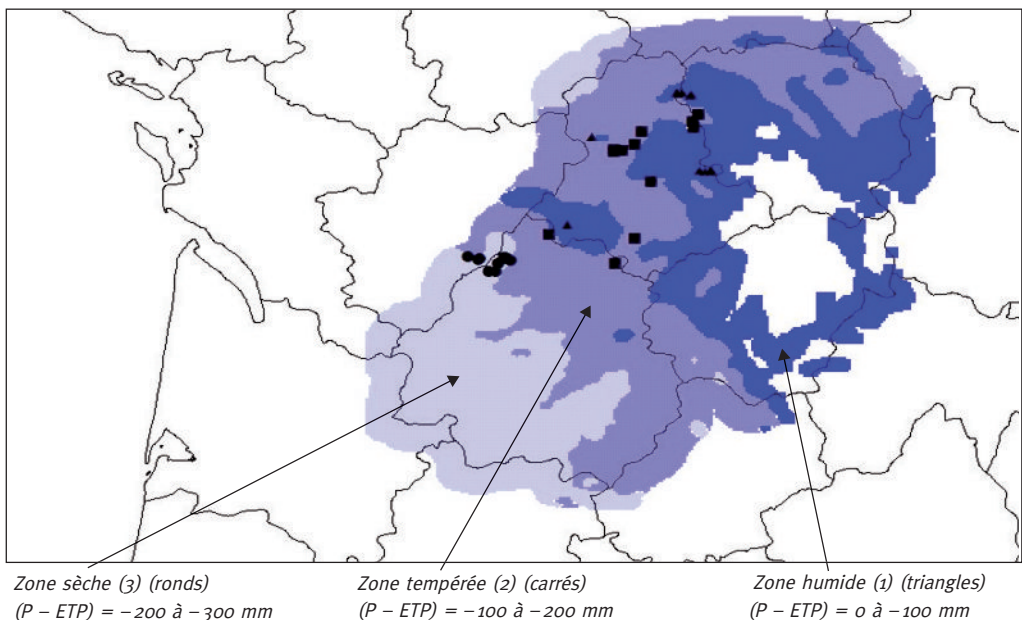 Zone sèche (3) (ronds)
(P – ETP) = –200 à –300 mm
Zone tempérée (2) (carrés)
(P – ETP) = –100 à –200 mm
Zone humide (1) (triangles)
(P – ETP) = 0 à –100 mm